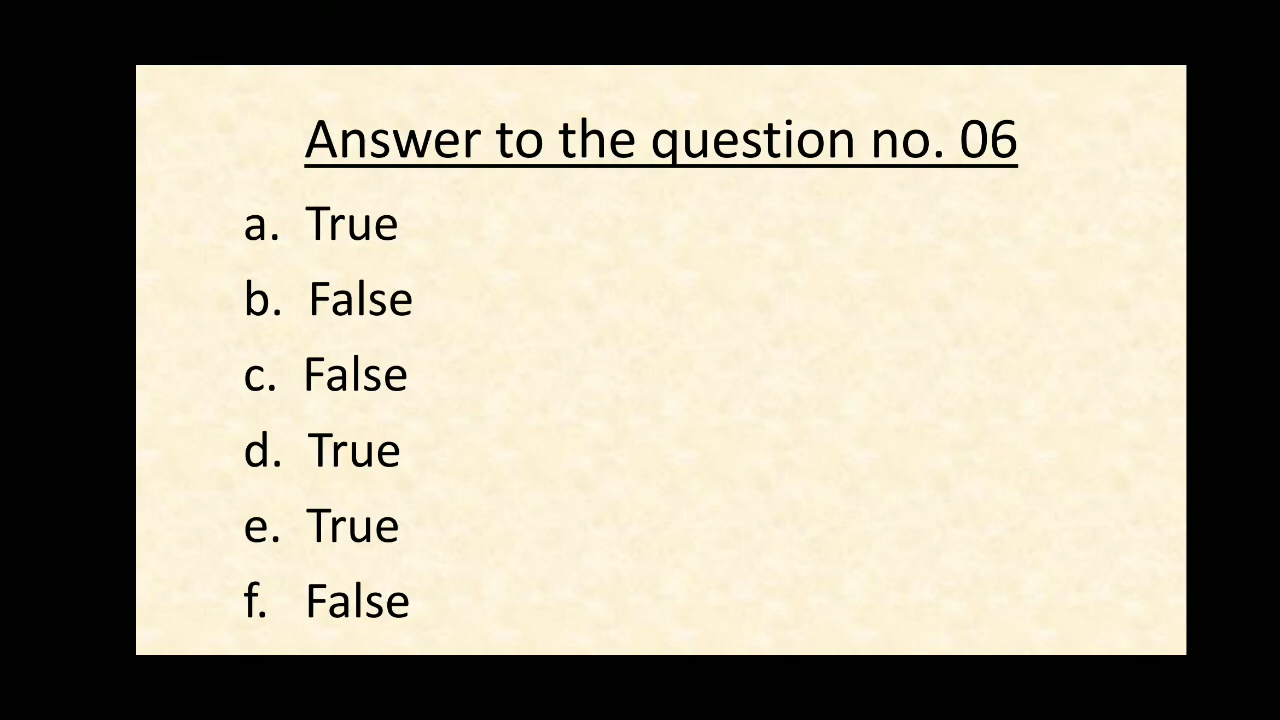 Answer to the question no. 06
a. True
b. False
c. False
d. True
e. True
f. False